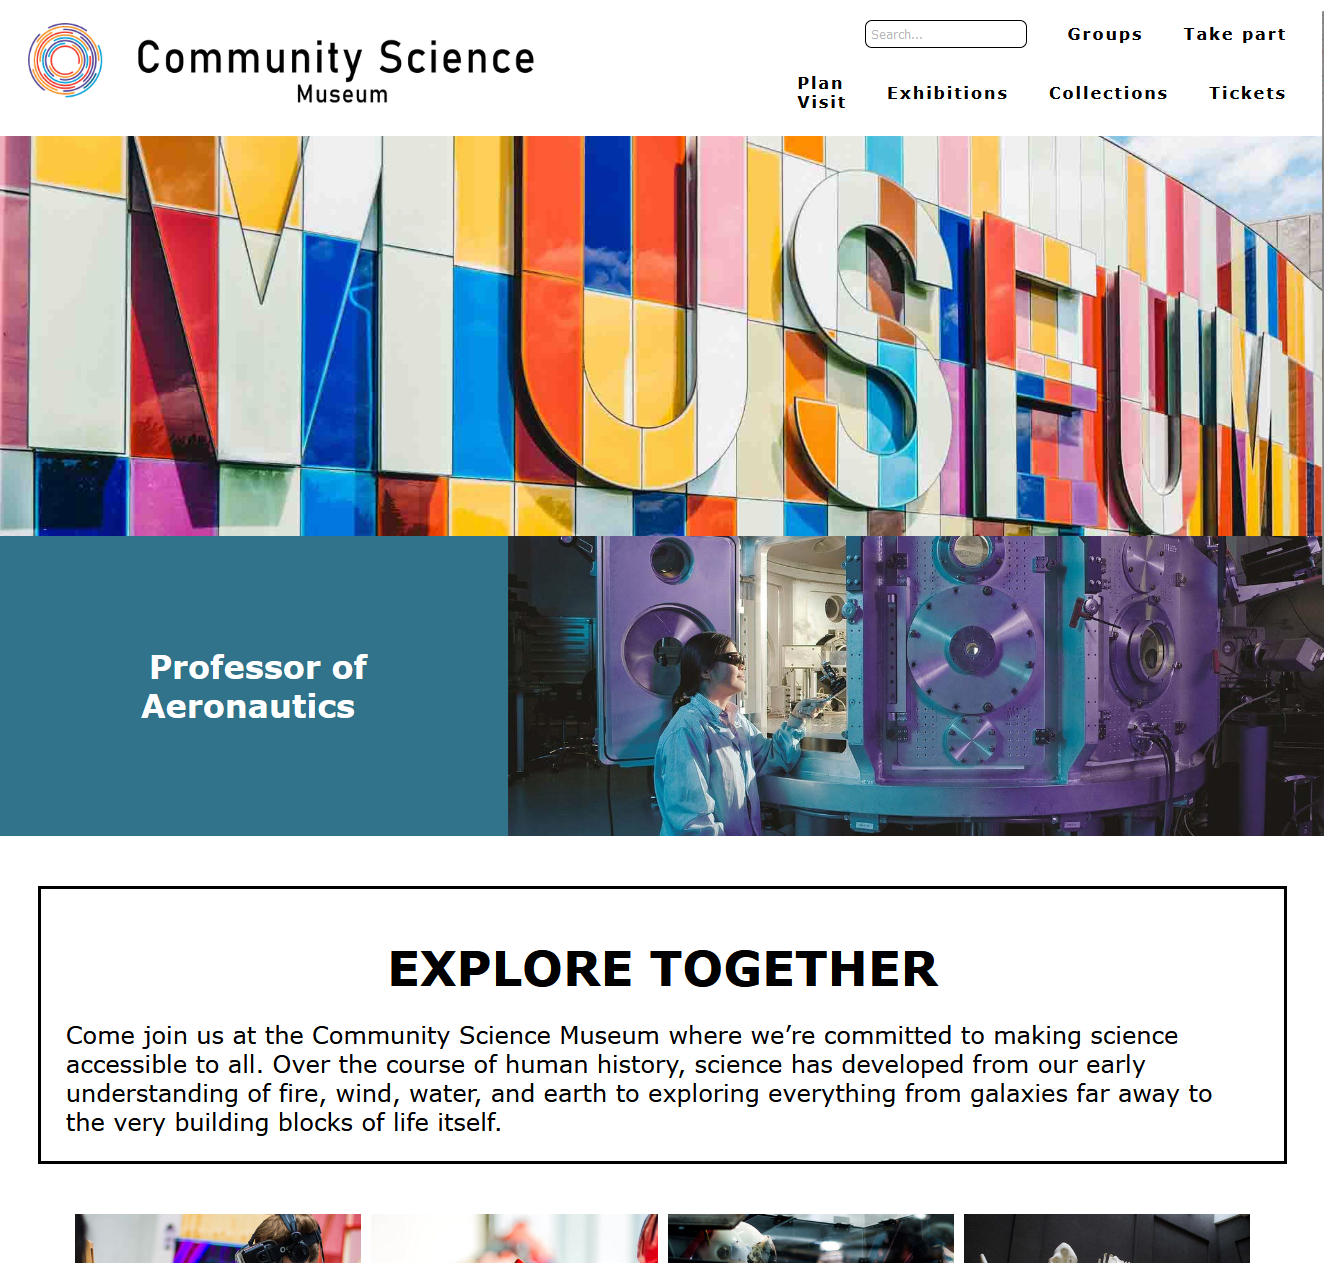 Community Science
Museum
Search...
Groups
Take part
Plan
Visit
Exhibitions
Collections
Tickets
MUSEUM
Professor of
Aeronautics
EXPLORE TOGETHER
Come join us at the Community Science Museum where we’re committed to making science
accessible to all. Over the course of human history, science has developed from our early
understanding of fire, wind, water, and earth to exploring everything from galaxies far away to
the very building blocks of life itself.